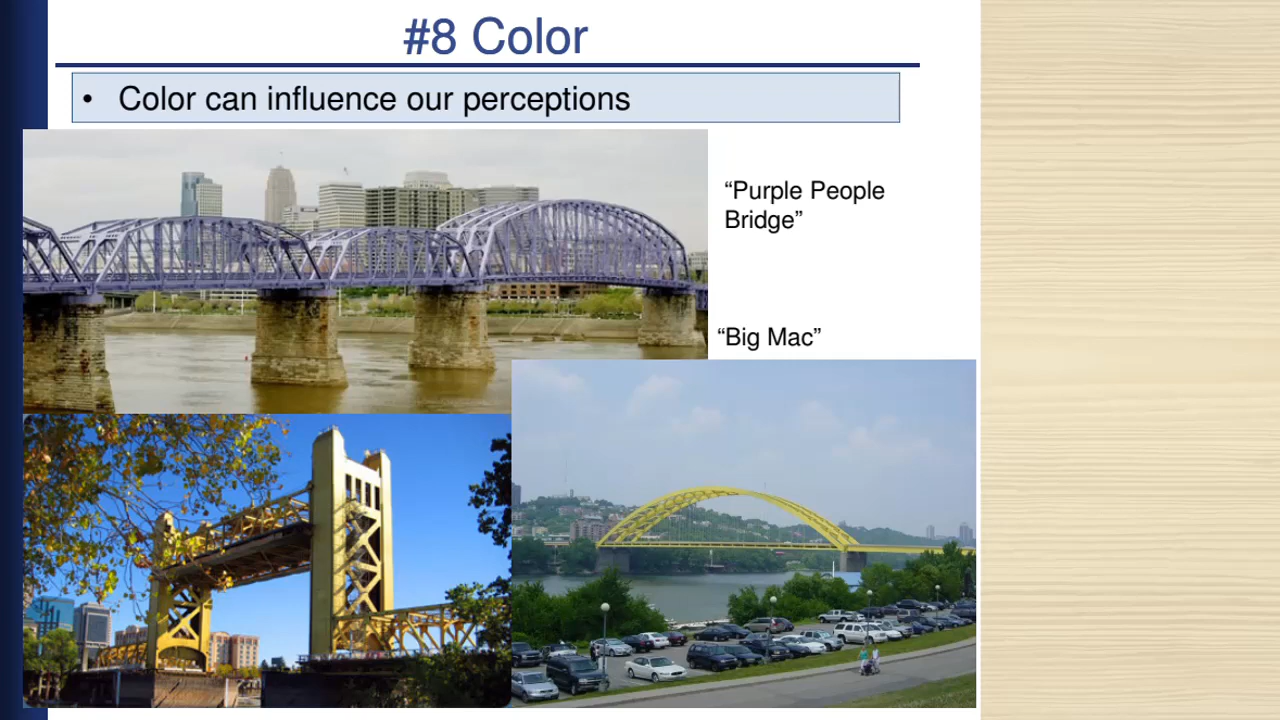 #8 Color
• Color can influence our perceptions
“Purple People
Bridge”
“Big Mac”